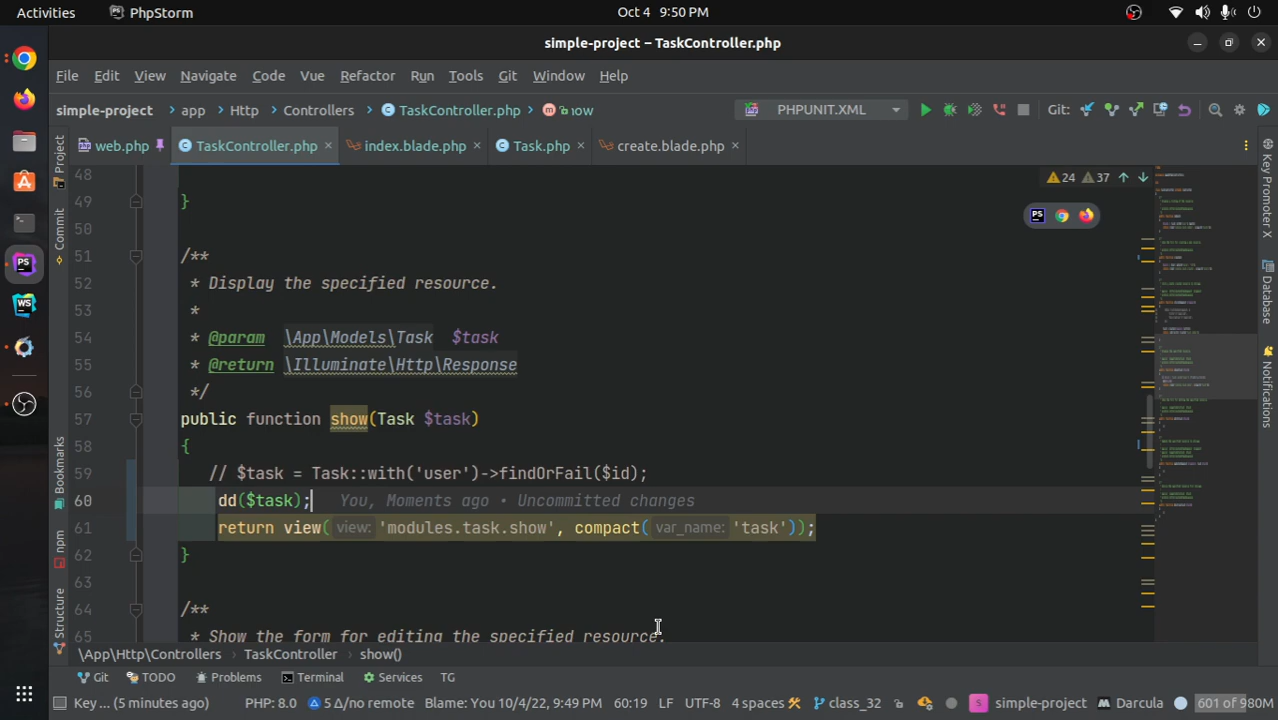 Activities PhpStorm Oct 4 9:50 PM
simple-project – TaskController.php
File Edit View Navigate Code Vue Refactor Run Tools Git Window Help
simple-project app Http Controllers TaskController.php PHPUNIT.XML Git:
web.php TaskController.php index.blade.php Task.php create.blade.php
48
24 37
49 }
50
51 /**
52 * Display the specified resource.
53 *
54 * @param \App\Models\Task $task
55 * @return \Illuminate\Http\Response
56 */
57 public function show(Task $task)
58 {
59 // $task = Task::with('user')->findOrFail($id);
60 dd($task); You, Moments ago • Uncommitted changes
61 return view( view: 'modules.task.show', compact( var_name: 'task'));
62 }
63
64 /**
65 * Show the form for editing the specified resource.
\App\Http\Controllers TaskController show()
Git TODO Problems Terminal Services TG
Key ... (5 minutes ago) PHP: 8.0 5 Δ/no remote Blame: You 10/4/22, 9:49 PM 60:19 LF UTF-8 4 spaces class_32 S simple-project Darcula 601 of 980M
Project
Commit
Bookmarks
npm
Structure
Key Promoter X
Database
Notifications